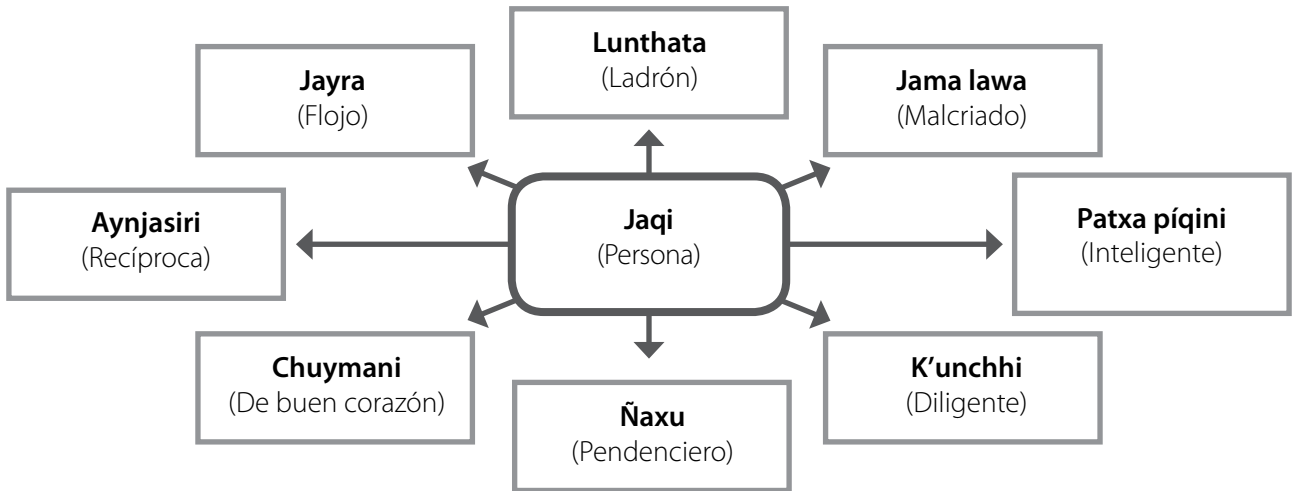 Lunthata
(Ladrón)
Jayra
(Flojo)
Jama lawa
(Malcriado)
Aynjasiri
(Recíproca)
Jaqi
(Persona)
Patxa píqini
(Inteligente)
Chuymani
(De buen corazón)
K’unchhi
(Diligente)
Ñaxu
(Pendenciero)